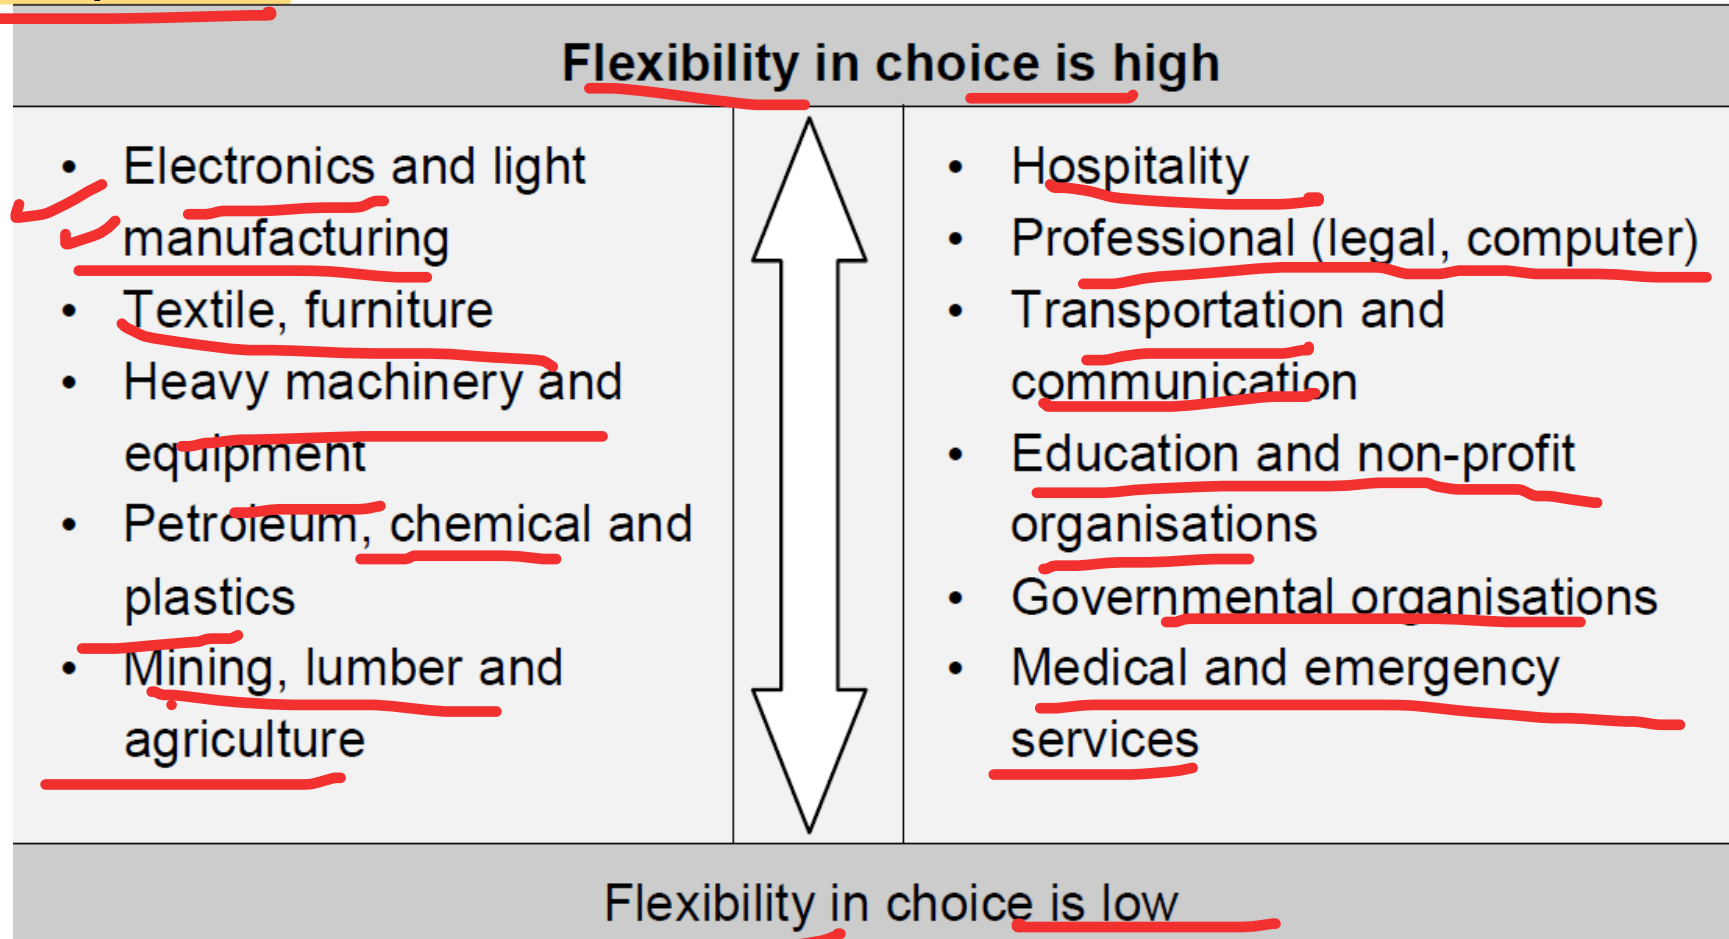 Flexibility in choice is high
• Electronics and light
manufacturing
• Textile, furniture
• Heavy machinery and
equipment
• Petroleum, chemical and
plastics
• Mining, lumber and
agriculture
• Hospitality
• Professional (legal, computer)
• Transportation and
communication
• Education and non-profit
organisations
• Governmental organisations
• Medical and emergency
services
Flexibility in choice is low